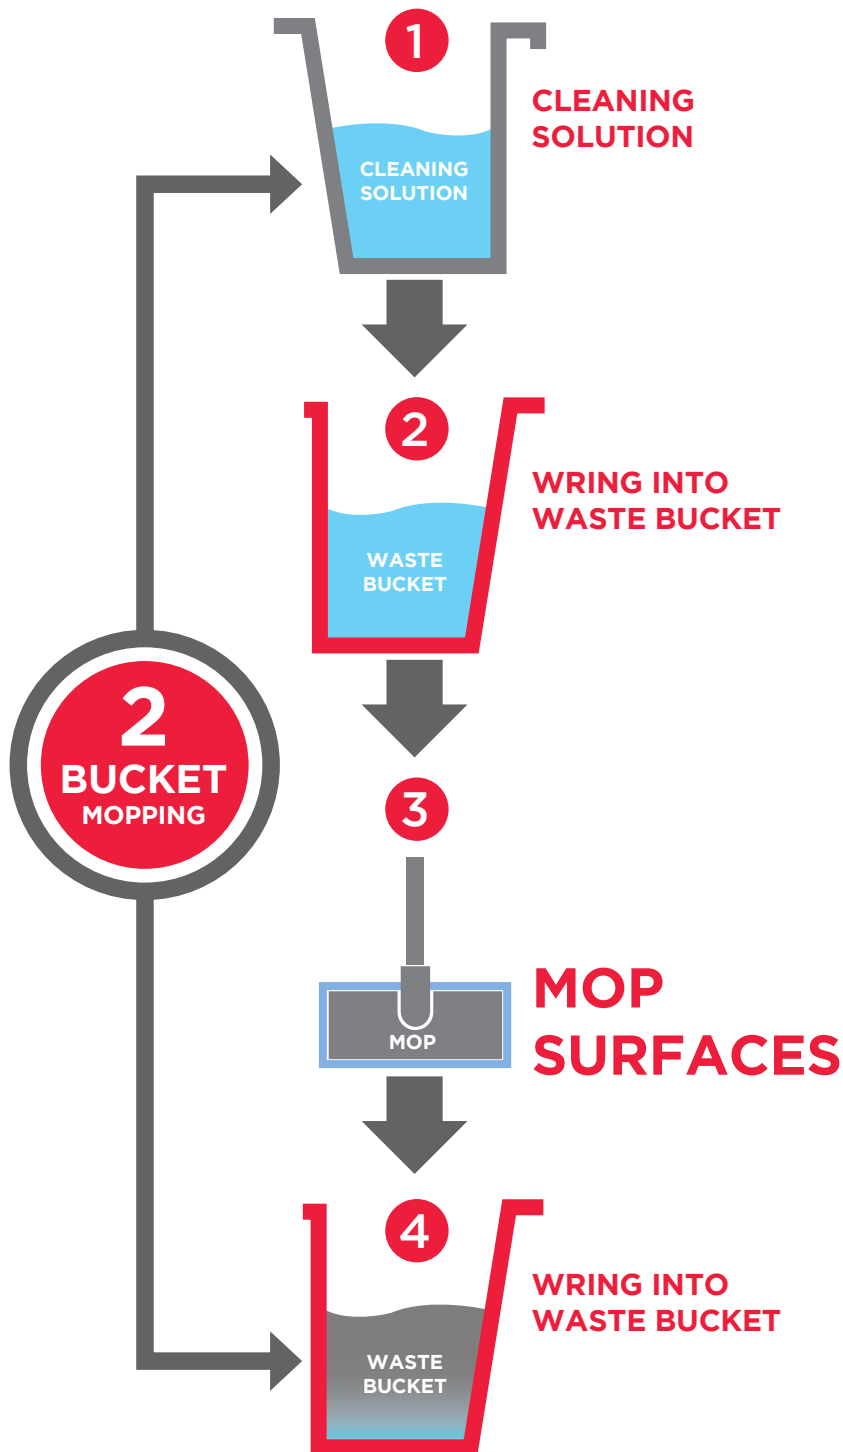 1
CLEANING
SOLUTION
CLEANING
SOLUTION
2
WRING INTO
WASTE BUCKET
WASTE
BUCKET
2
BUCKET
MOPPING
3
MOP
SURFACES
MOP
4
WRING INTO
WASTE BUCKET
WASTE
BUCKET